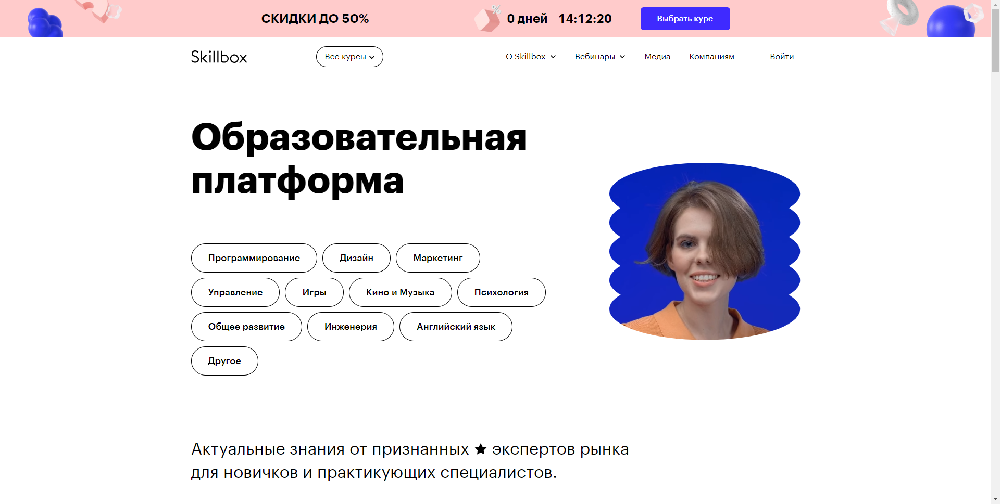 СКИДКИ ДО 50%
%
0 дней 14:12:20
Выбрать курс
Skillbox
Все курсы
О Skillbox
Вебинары
Медиа
Компаниям
Войти
Образовательная
платформа
Программирование
Дизайн
Маркетинг
Управление
Игры
Кино и Музыка
Психология
Общее развитие
Инженерия
Английский язык
Другое
Актуальные знания от признанных ★ экспертов рынка
для новичков и практикующих специалистов.